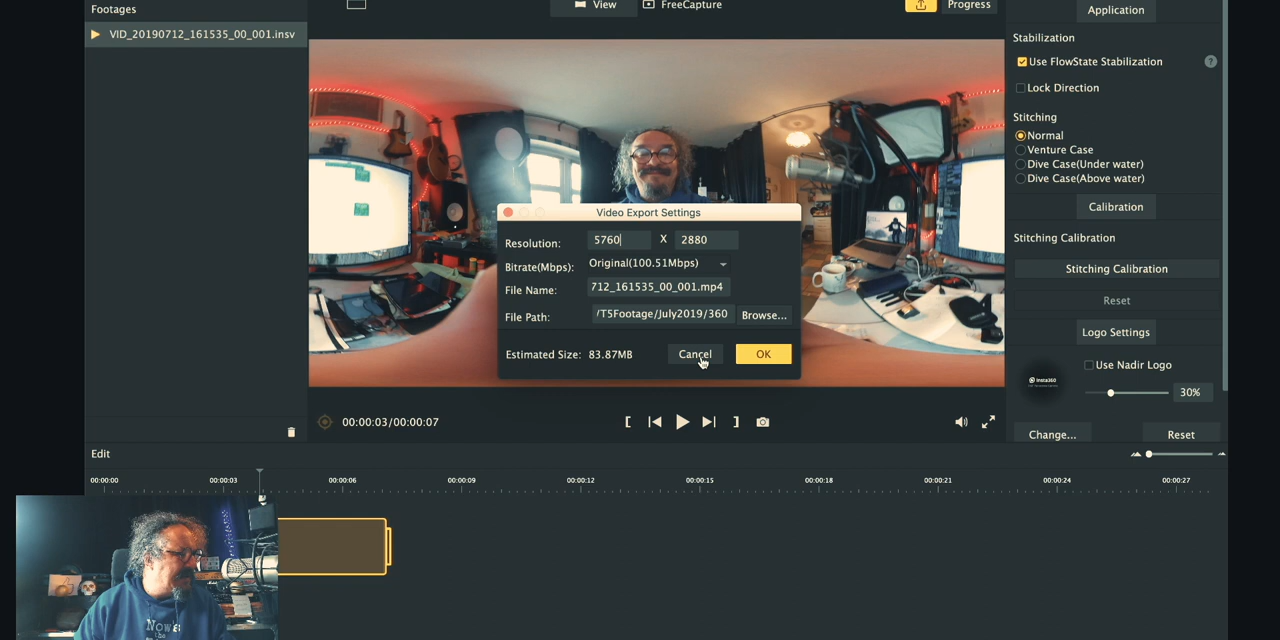 Footages
View
FreeCapture
Progress
Application
VID_20190712_161535_00_001.insv
Stabilization
Use FlowState Stabilization
?
Lock Direction
Stitching
Normal
Venture Case
Dive Case(Under water)
Dive Case(Above water)
Calibration
Stitching Calibration
Stitching Calibration
Reset
Logo Settings
Insta360
Use Nadir Logo
30%
Change...
Reset
Video Export Settings
Resolution: 5760 X 2880
Bitrate(Mbps): Original(100.51Mbps)
File Name: 712_161535_00_001.mp4
File Path: /T5Footage/July2019/360 Browse...
Estimated Size: 83.87MB Cancel OK
00:00:03/00:00:07
Edit
00:00:00 00:00:03 00:00:06 00:00:09 00:00:12 00:00:15 00:00:18 00:00:21 00:00:24 00:00:27